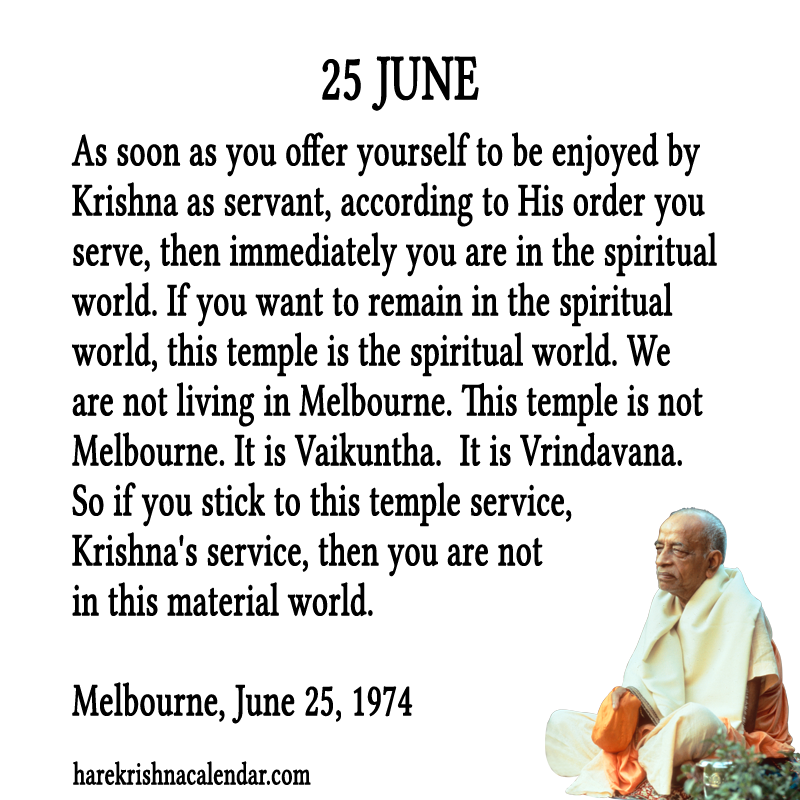 25 JUNE
As soon as you offer yourself to be enjoyed by
Krishna as servant, according to His order you
serve, then immediately you are in the spiritual
world. If you want to remain in the spiritual
world, this temple is the spiritual world. We
are not living in Melbourne. This temple is not
Melbourne. It is Vaikuntha.  It is Vrindavana.
So if you stick to this temple service,
Krishna's service, then you are not
in this material world.
Melbourne, June 25, 1974
harekrishnacalendar.com